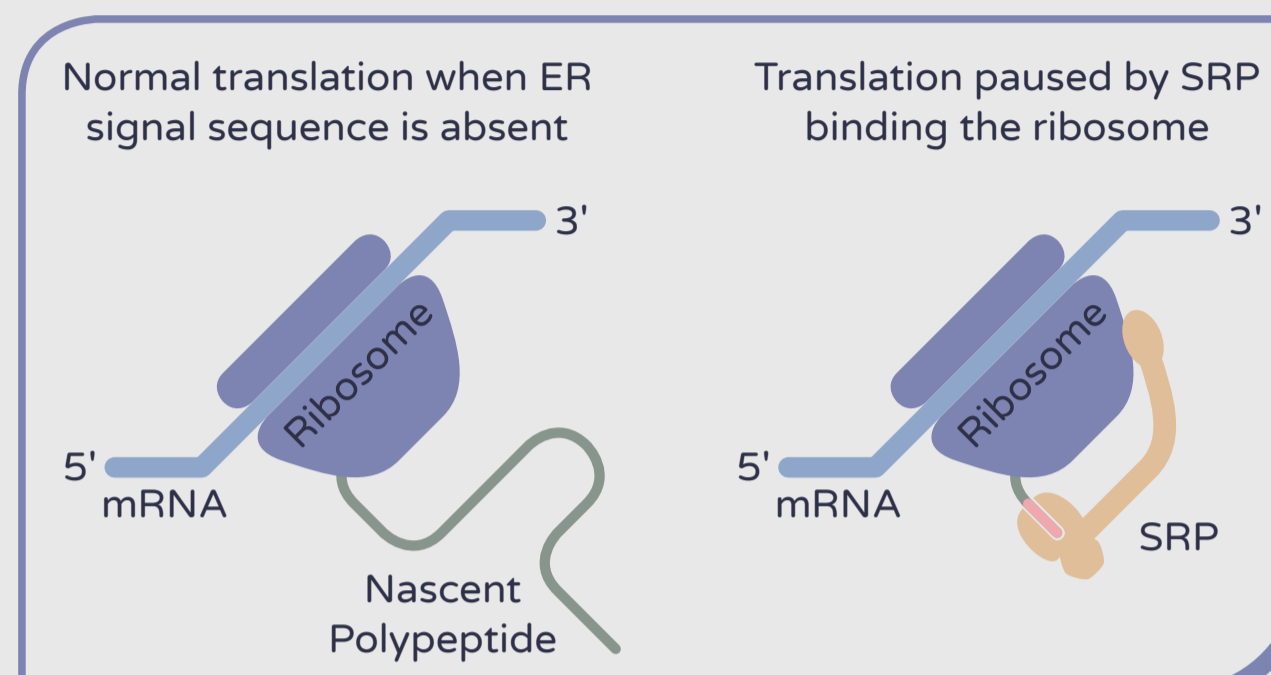 Normal translation when ER
signal sequence is absent
Translation paused by SRP
binding the ribosome
3'
Ribosome
5'
mRNA
Nascent
Polypeptide
3'
Ribosome
5'
mRNA
SRP